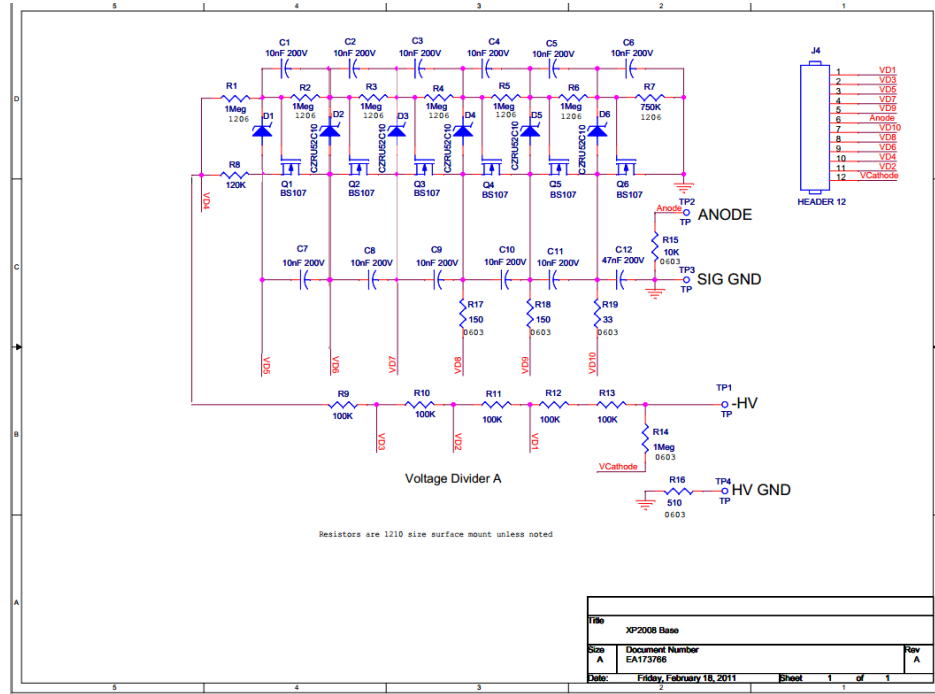 5 4 3 2 1
D
C
B
A
C1
10nF 200V
C2
10nF 200V
C3
10nF 200V
C4
10nF 200V
C5
10nF 200V
C6
10nF 200V
R1
1Meg
1206
R2
1Meg
1206
R3
1Meg
1206
R4
1Meg
1206
R5
1Meg
1206
R6
1Meg
1206
R7
750K
1206
D1
CZRU52C10
D2
D3
CZRU52C10
D4
CZRU52C10
D5
CZRU52C10
D6
R8
120K
VD4
Q1
BS107
Q2
BS107
Q3
BS107
Q4
BS107
Q5
BS107
Q6
BS107
J4
1 VD1
2 VD3
3 VD5
4 VD7
5 VD9
6 Anode
7 VD10
8 VD8
9 VD6
10 VD4
11 VD2
12 VCathode
HEADER 12
Anode
TP2
TP
ANODE
R15
10K
0603
TP3
TP
SIG GND
C7
10nF 200V
C8
10nF 200V
C9
10nF 200V
C10
10nF 200V
C11
10nF 200V
C12
47nF 200V
R17
150
0603
R18
150
0603
R19
33
0603
VD5
VD6
VD7
VD8
VD9
VD10
R9
100K
R10
100K
R11
100K
R12
100K
R13
100K
TP1
TP
-HV
VD3
VD2
VD1
R14
1Meg
0603
VCathode
R16
510
0603
TP4
TP
HV GND
Voltage Divider A
Resistors are 1210 size surface mount unless noted
Title
XP2008 Base
Size
A
Document Number
EA173766
Rev
A
Date: Friday, February 18, 2011 Sheet 1 of 1
5 4 3 2 1